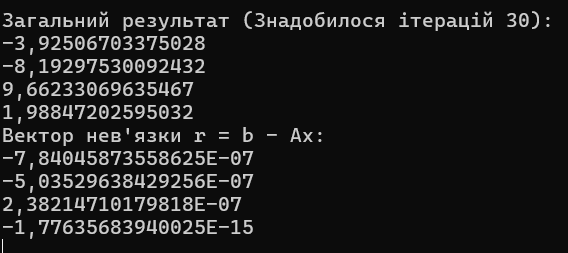 Загальний результат (Знадобилося ітерацій 30):
-3,92506703375028
-8,19297530092432
9,66233069635467
1,98847202595032
Вектор нев'язки r = b - Ax:
-7,84045873558625E-07
-5,03529638429256E-07
2,38214710179818E-07
-1,77635683940025E-15